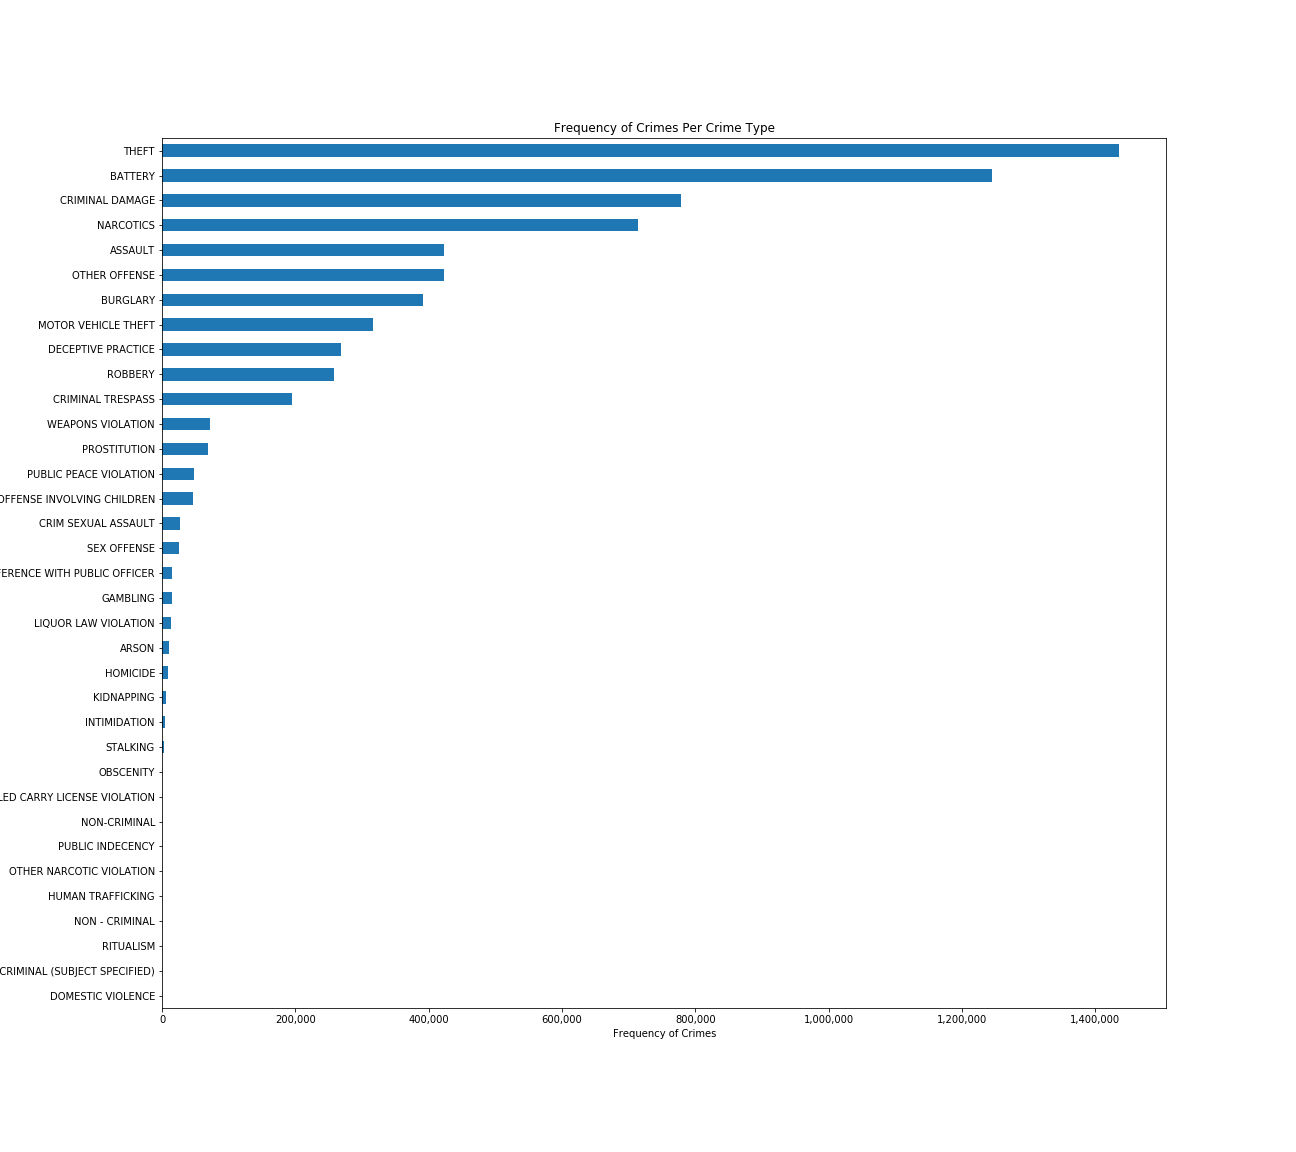 Frequency of Crimes Per Crime Type
THEFT
BATTERY
CRIMINAL DAMAGE
NARCOTICS
ASSAULT
OTHER OFFENSE
BURGLARY
MOTOR VEHICLE THEFT
DECEPTIVE PRACTICE
ROBBERY
CRIMINAL TRESPASS
WEAPONS VIOLATION
PROSTITUTION
PUBLIC PEACE VIOLATION
OFFENSE INVOLVING CHILDREN
CRIM SEXUAL ASSAULT
SEX OFFENSE
WITH PUBLIC OFFICER
GAMBLING
LIQUOR LAW VIOLATION
ARSON
HOMICIDE
KIDNAPPING
INTIMIDATION
STALKING
OBSCENITY
CARRY LICENSE VIOLATION
NON-CRIMINAL
PUBLIC INDECENCY
OTHER NARCOTIC VIOLATION
HUMAN TRAFFICKING
NON - CRIMINAL
RITUALISM
CRIMINAL (SUBJECT SPECIFIED)
DOMESTIC VIOLENCE
0 200,000 400,000 600,000 800,000 1,000,000 1,200,000 1,400,000
Frequency of Crimes